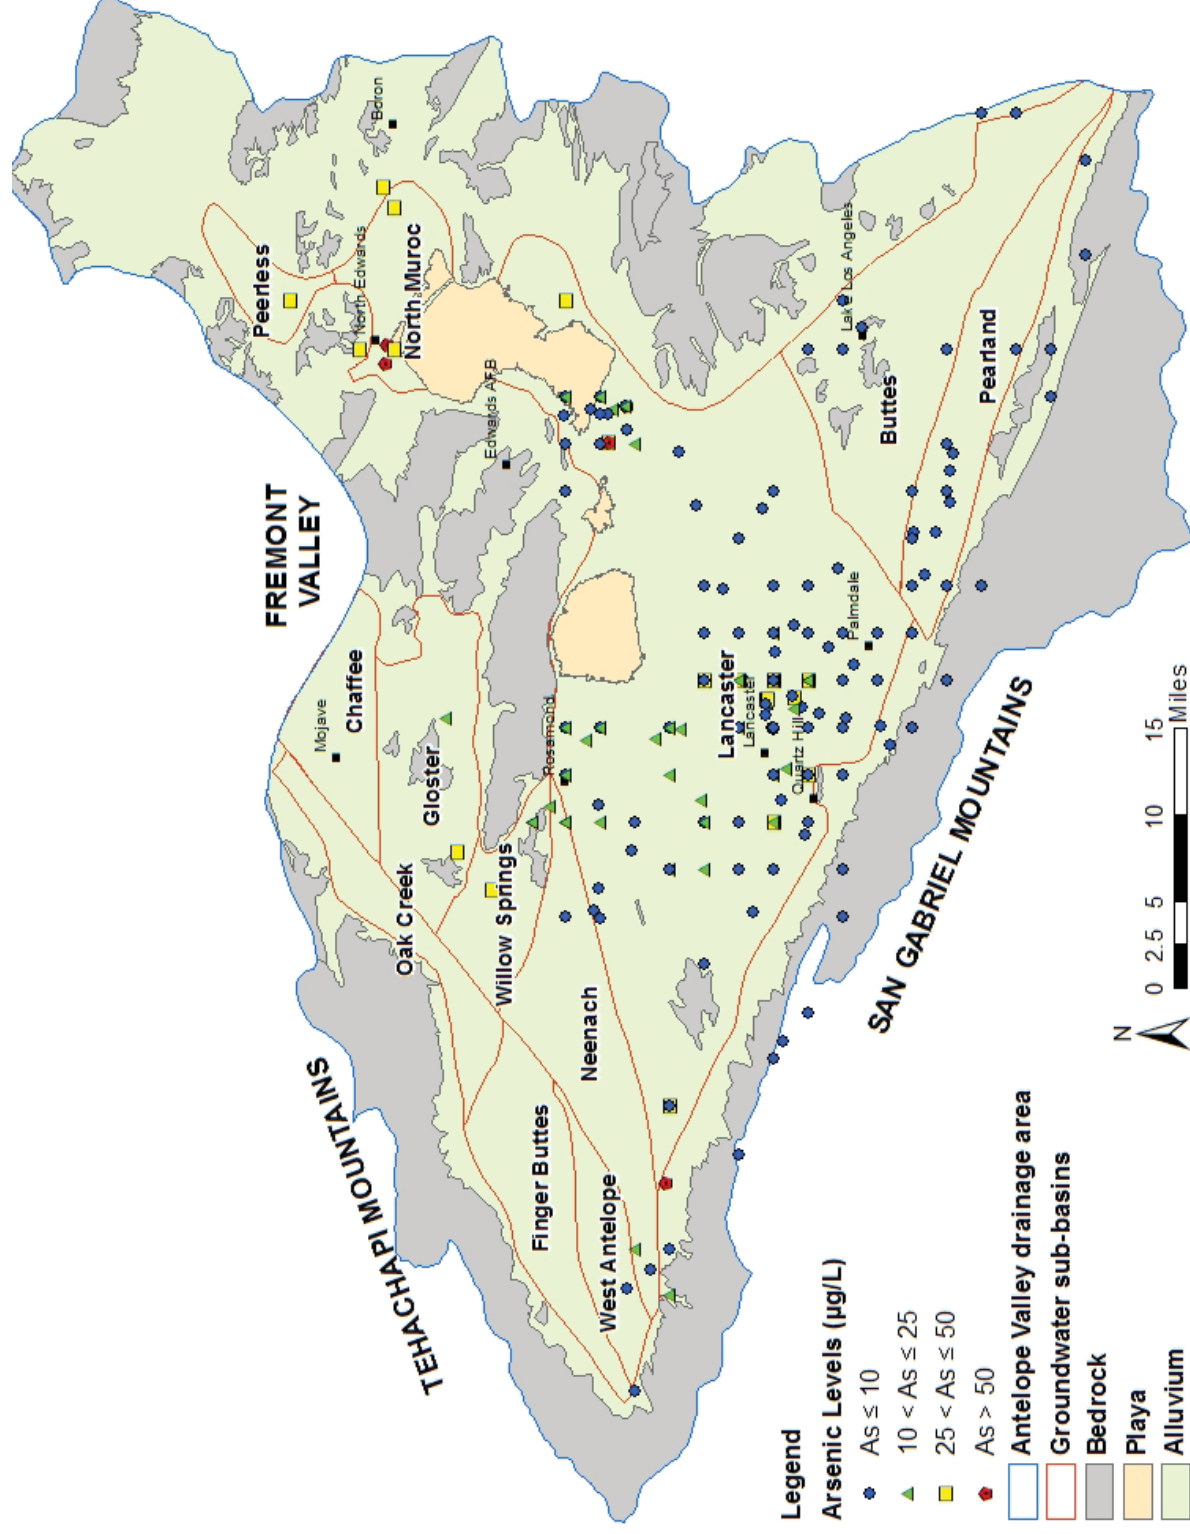 TEHACHAPI MOUNTAINS
FREMONT
VALLEY
SAN GABRIEL MOUNTAINS
Peerless
North Edwards
Boron
North Muroc
Edwards AFB
Mojave
Chaffee
Gloster
Oak Creek
Willow Springs
Rosamond
Finger Buttes
West Antelope
Neenach
Lancaster
Lancaster
Quartz Hill
Palmdale
Lake Los Angeles
Buttes
Pearland
Legend
Arsenic Levels (µg/L)
As ≤ 10
10 < As ≤ 25
25 < As ≤ 50
As > 50
Antelope Valley drainage area
Groundwater sub-basins
Bedrock
Playa
Alluvium
N
0 2.5 5 10 15
Miles